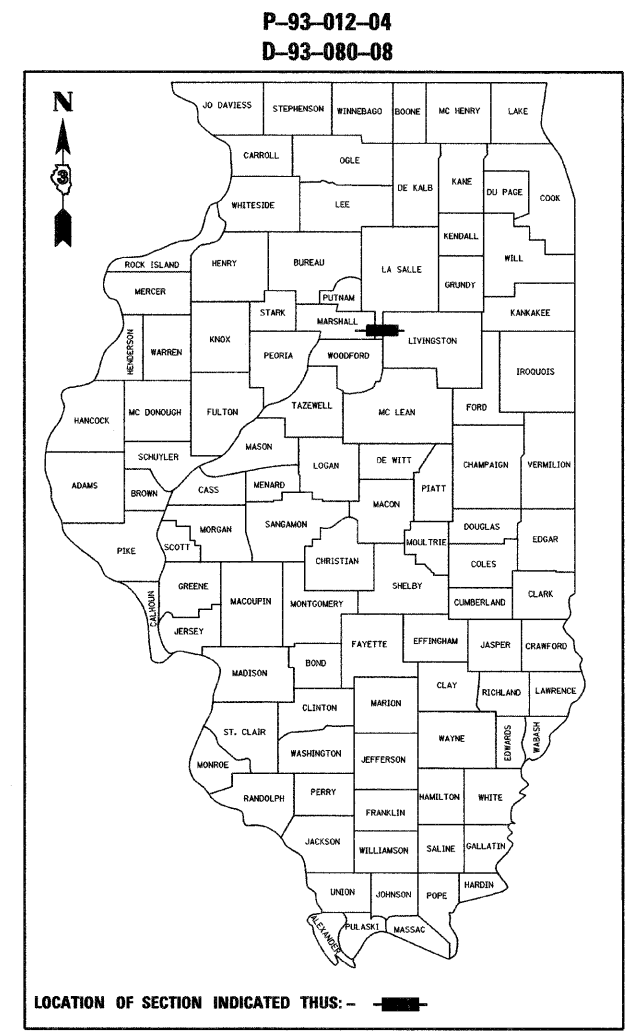 P-93-012-04
D-93-080-08
N
3
JO DAVIESS STEPHENSON WINNEBAGO BOONE MC HENRY LAKE
CARROLL OGLE DE KALB KANE DU PAGE COOK
WHITESIDE LEE
KENDALL
ROCK ISLAND HENRY BUREAU LA SALLE WILL
MERCER PUTNAM GRUNDY
STARK MARSHALL KANKAKEE
HENDERSON WARREN KNOX PEORIA WOODFORD LIVINGSTON
IROQUOIS
HANCOCK MC DONOUGH FULTON TAZEWELL MC LEAN FORD
MASON
SCHUYLER LOGAN DE WITT CHAMPAIGN VERMILION
ADAMS BROWN CASS MENARD PIATT
MACON
MORGAN SANGAMON DOUGLAS
PIKE SCOTT MOULTRIE EDGAR
CHRISTIAN COLES
GREENE SHELBY
CALHOUN MACOUPIN MONTGOMERY CUMBERLAND CLARK
JERSEY
FAYETTE EFFINGHAM JASPER CRAWFORD
MADISON BOND
CLAY RICHLAND LAWRENCE
CLINTON MARION
ST. CLAIR WAYNE EDWARDS WABASH
WASHINGTON JEFFERSON
MONROE
RANDOLPH PERRY HAMILTON WHITE
FRANKLIN
JACKSON WILLIAMSON SALINE GALLATIN
UNION JOHNSON POPE HARDIN
ALEXANDER PULASKI MASSAC
LOCATION OF SECTION INDICATED THUS: -